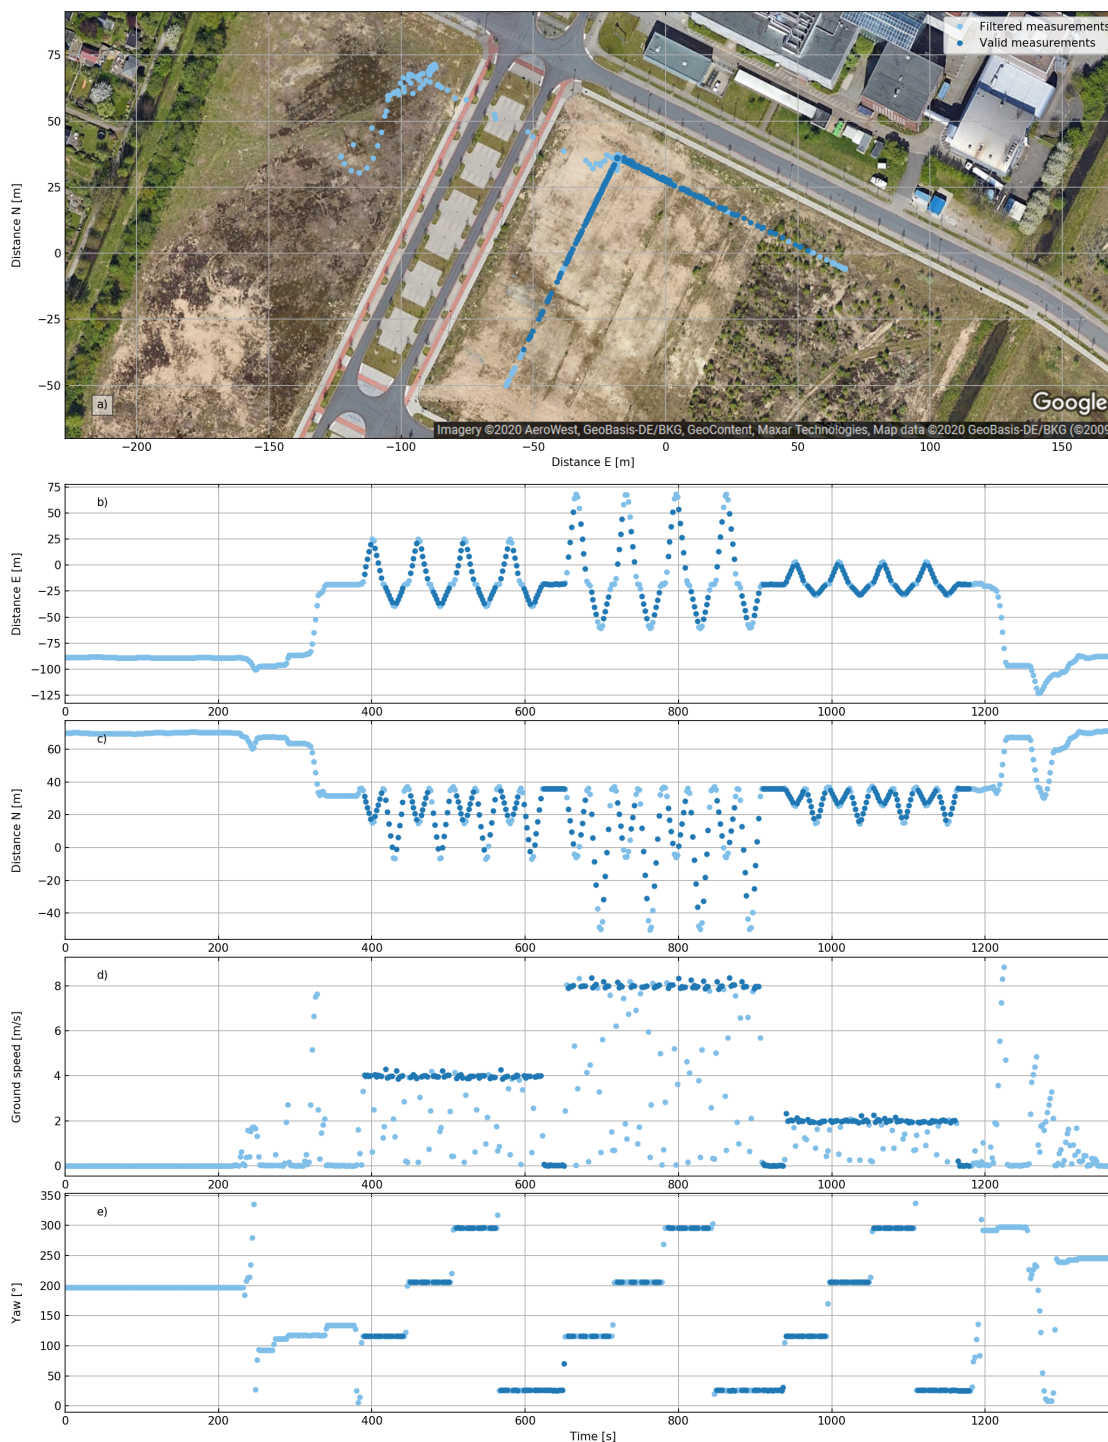 Filtered measurements
Valid measurements
75
50
25
0
−25
−50
Distance N [m]
a)
Google
Imagery ©2020 AeroWest, GeoBasis-DE/BKG, GeoContent, Maxar Technologies, Map data ©2020 GeoBasis-DE/BKG (©2009
−200 −150 −100 −50 0 50 100 150
Distance E [m]
b)
75
50
25
0
−25
−50
−75
−100
−125
Distance E [m]
0 200 400 600 800 1000 1200
c)
60
40
20
0
−20
−40
Distance N [m]
0 200 400 600 800 1000 1200
d)
8
6
4
2
0
Ground speed [m/s]
0 200 400 600 800 1000 1200
e)
350
300
250
200
150
100
50
0
Yaw [°]
0 200 400 600 800 1000 1200
Time [s]